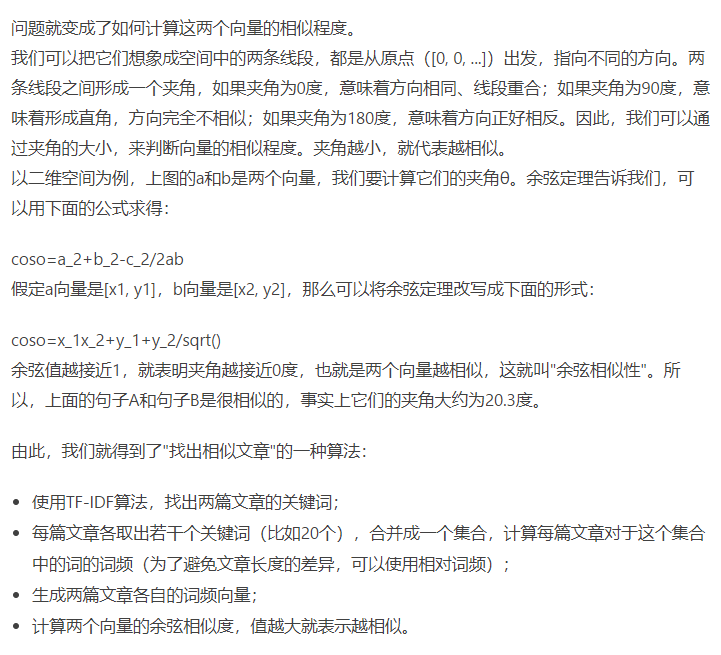 问题就变成了如何计算这两个向量的相似程度。
我们可以把它们想象成空间中的两条线段，都是从原点（[0, 0, ...]）出发，指向不同的方向。两
条线段之间形成一个夹角，如果夹角为0度，意味着方向相同、线段重合；如果夹角为90度，意
味着形成直角，方向完全不相似；如果夹角为180度，意味着方向正好相反。因此，我们可以通
过夹角的大小，来判断向量的相似程度。夹角越小，就代表越相似。
以二维空间为例，上图的a和b是两个向量，我们要计算它们的夹角θ。余弦定理告诉我们，可
以用下面的公式求得：
coso=a_2+b_2-c_2/2ab
假定a向量是[x1, y1]，b向量是[x2, y2]，那么可以将余弦定理改写成下面的形式：
coso=x_1x_2+y_1+y_2/sqrt()
余弦值越接近1，就表明夹角越接近0度，也就是两个向量越相似，这就叫"余弦相似性"。所
以，上面的句子A和句子B是很相似的，事实上它们的夹角大约为20.3度。
由此，我们就得到了"找出相似文章"的一种算法：
• 使用TF-IDF算法，找出两篇文章的关键词；
• 每篇文章各取出若干个关键词（比如20个），合并成一个集合，计算每篇文章对于这个集合
中的词的词频（为了避免文章长度的差异，可以使用相对词频）；
• 生成两篇文章各自的词频向量；
• 计算两个向量的余弦相似度，值越大就表示越相似。